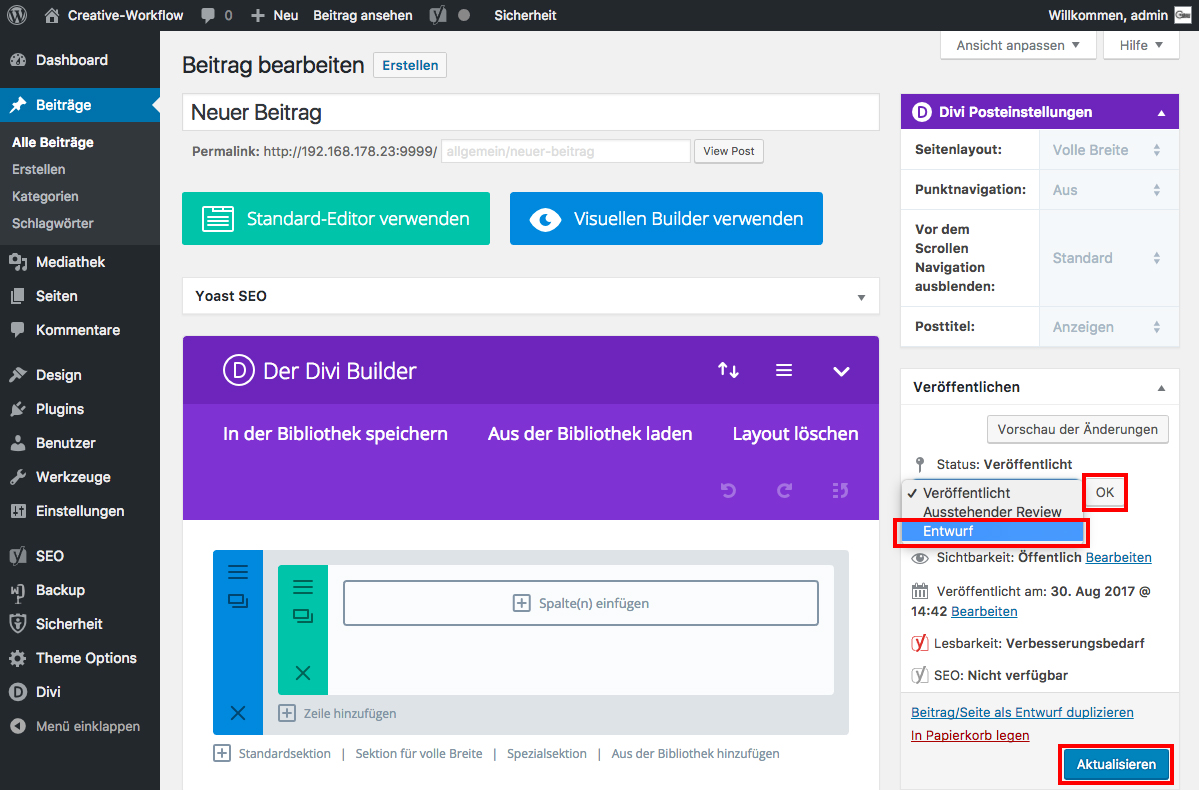 Creative-Workflow 0 Neu Beitrag ansehen Sicherheit Willkommen, admin
Dashboard
Beiträge
Alle Beiträge
Erstellen
Kategorien
Schlagwörter
Mediathek
Seiten
Kommentare
Design
Plugins
Benutzer
Werkzeuge
Einstellungen
SEO
Backup
Sicherheit
Theme Options
Divi
Menü einklappen
Ansicht anpassen Hilfe
Beitrag bearbeiten Erstellen
Neuer Beitrag
Permalink: http://192.168.178.23:9999/ allgemein/neuer-beitrag View Post
Standard-Editor verwenden Visuellen Builder verwenden
Yoast SEO
D Der Divi Builder
In der Bibliothek speichern Aus der Bibliothek laden Layout löschen
Spalte(n) einfügen
Zeile hinzufügen
Standardsektion | Sektion für volle Breite | Spezialsektion | Aus der Bibliothek hinzufügen
D Divi Posteinstellungen
Seitenlayout: Volle Breite
Punktnavigation: Aus
Vor dem
Scrollen
Navigation
ausblenden:
Standard
Posttitel: Anzeigen
Veröffentlichen
Vorschau der Änderungen
Status: Veröffentlicht
Veröffentlicht OK
Ausstehender Review
Entwurf
Sichtbarkeit: Öffentlich Bearbeiten
Veröffentlicht am: 30. Aug 2017 @
14:42 Bearbeiten
Lesbarkeit: Verbesserungsbedarf
SEO: Nicht verfügbar
Beitrag/Seite als Entwurf duplizieren
In Papierkorb legen
Aktualisieren